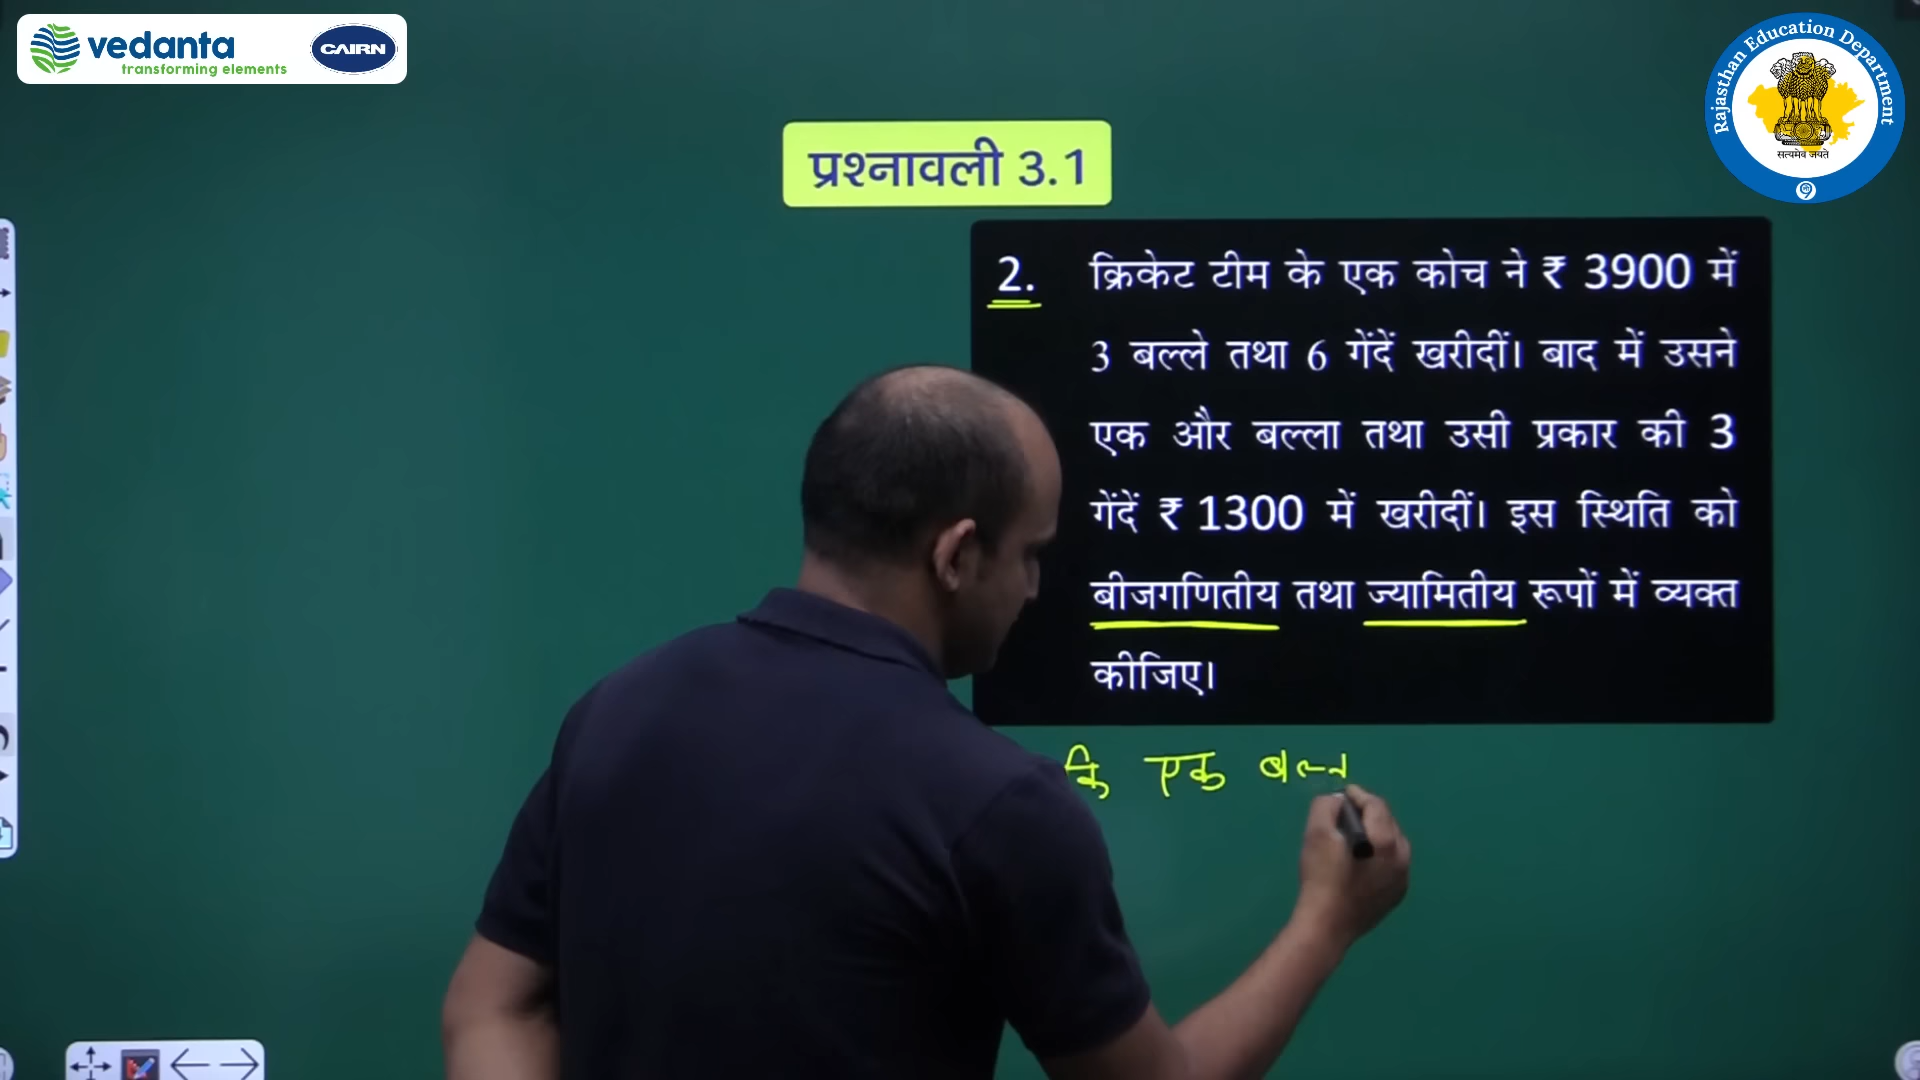 vedanta
transforming elements
CAIRN
Rajasthan Education Department
सत्यमेव जयते
प्रश्नावली 3.1
2. क्रिकेट टीम के एक कोच ने ₹ 3900 में
3 बल्ले तथा 6 गेंदें खरीदीं। बाद में उसने
एक और बल्ला तथा उसी प्रकार की 3
गेंदें ₹ 1300 में खरीदीं। इस स्थिति को
बीजगणितीय तथा ज्यामितीय रूपों में व्यक्त
कीजिए।
कि एक